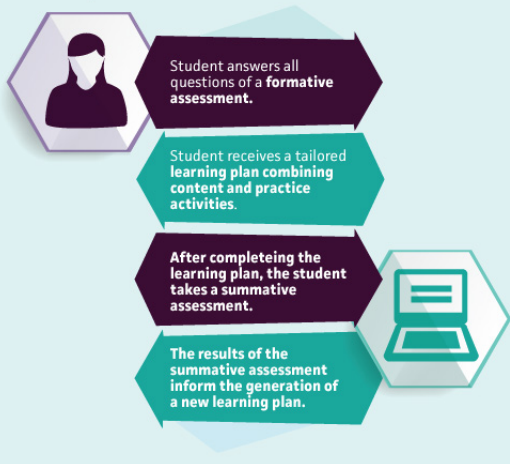 Student answers all
questions of a formative
assessment.
Student receives a tailored
learning plan combining
content and practice
activities.
After completeing the
learning plan, the student
takes a summative
assessment.
The results of the
summative assessment
inform the generation of
a new learning plan.